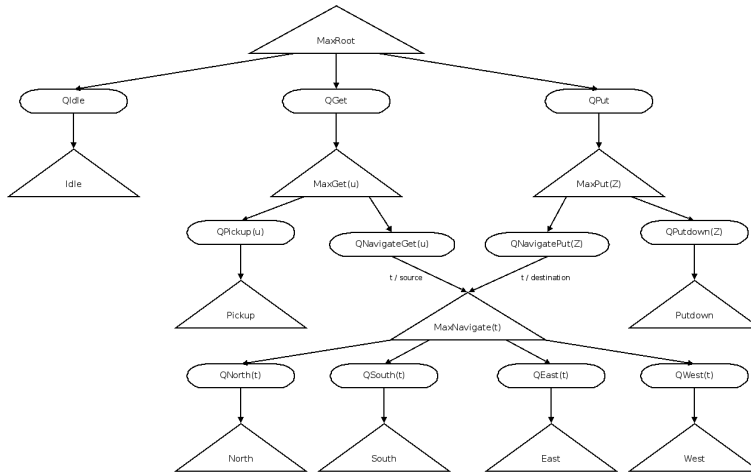 MaxRoot
QIdle
QGet
QPut
Idle
MaxGet(u)
MaxPut(Z)
QPickup(u)
QNavigateGet(u)
QNavigatePut(Z)
QPutdown(Z)
t / source
t / destination
Pickup
MaxNavigate(t)
Putdown
QNorth(t)
QSouth(t)
QEast(t)
QWest(t)
North
South
East
West